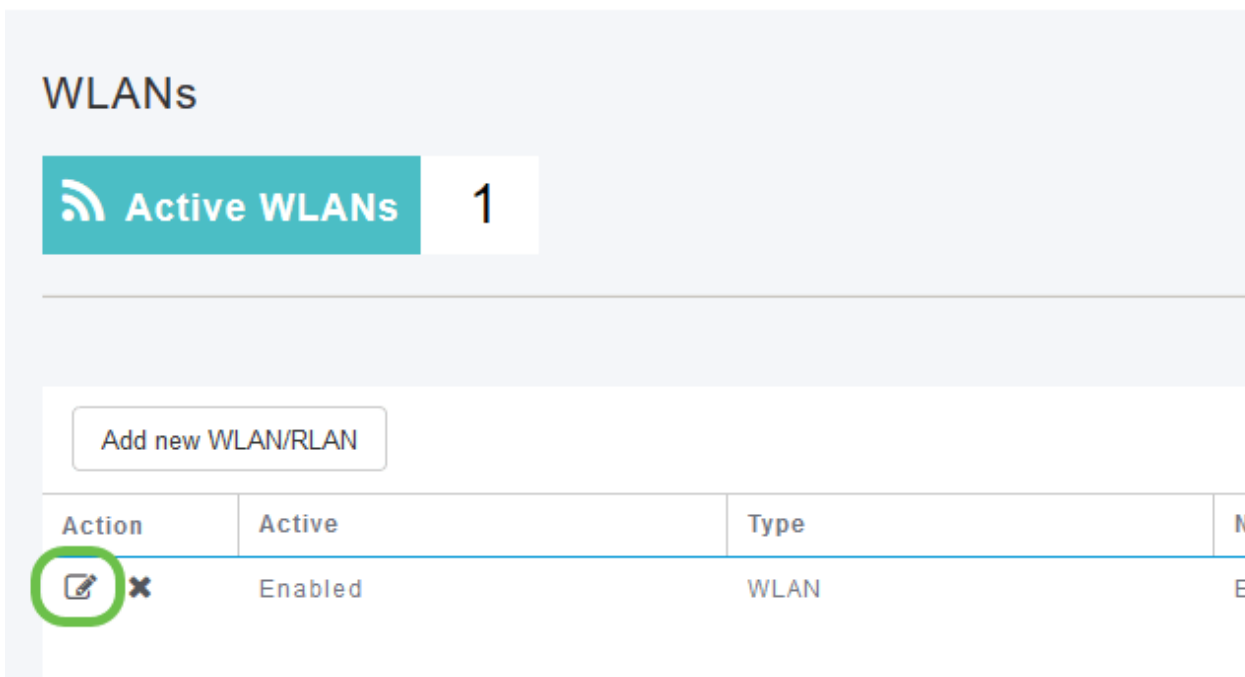 WLANs
Active WLANs 1
Add new WLAN/RLAN
Action Active Type
Enabled WLAN